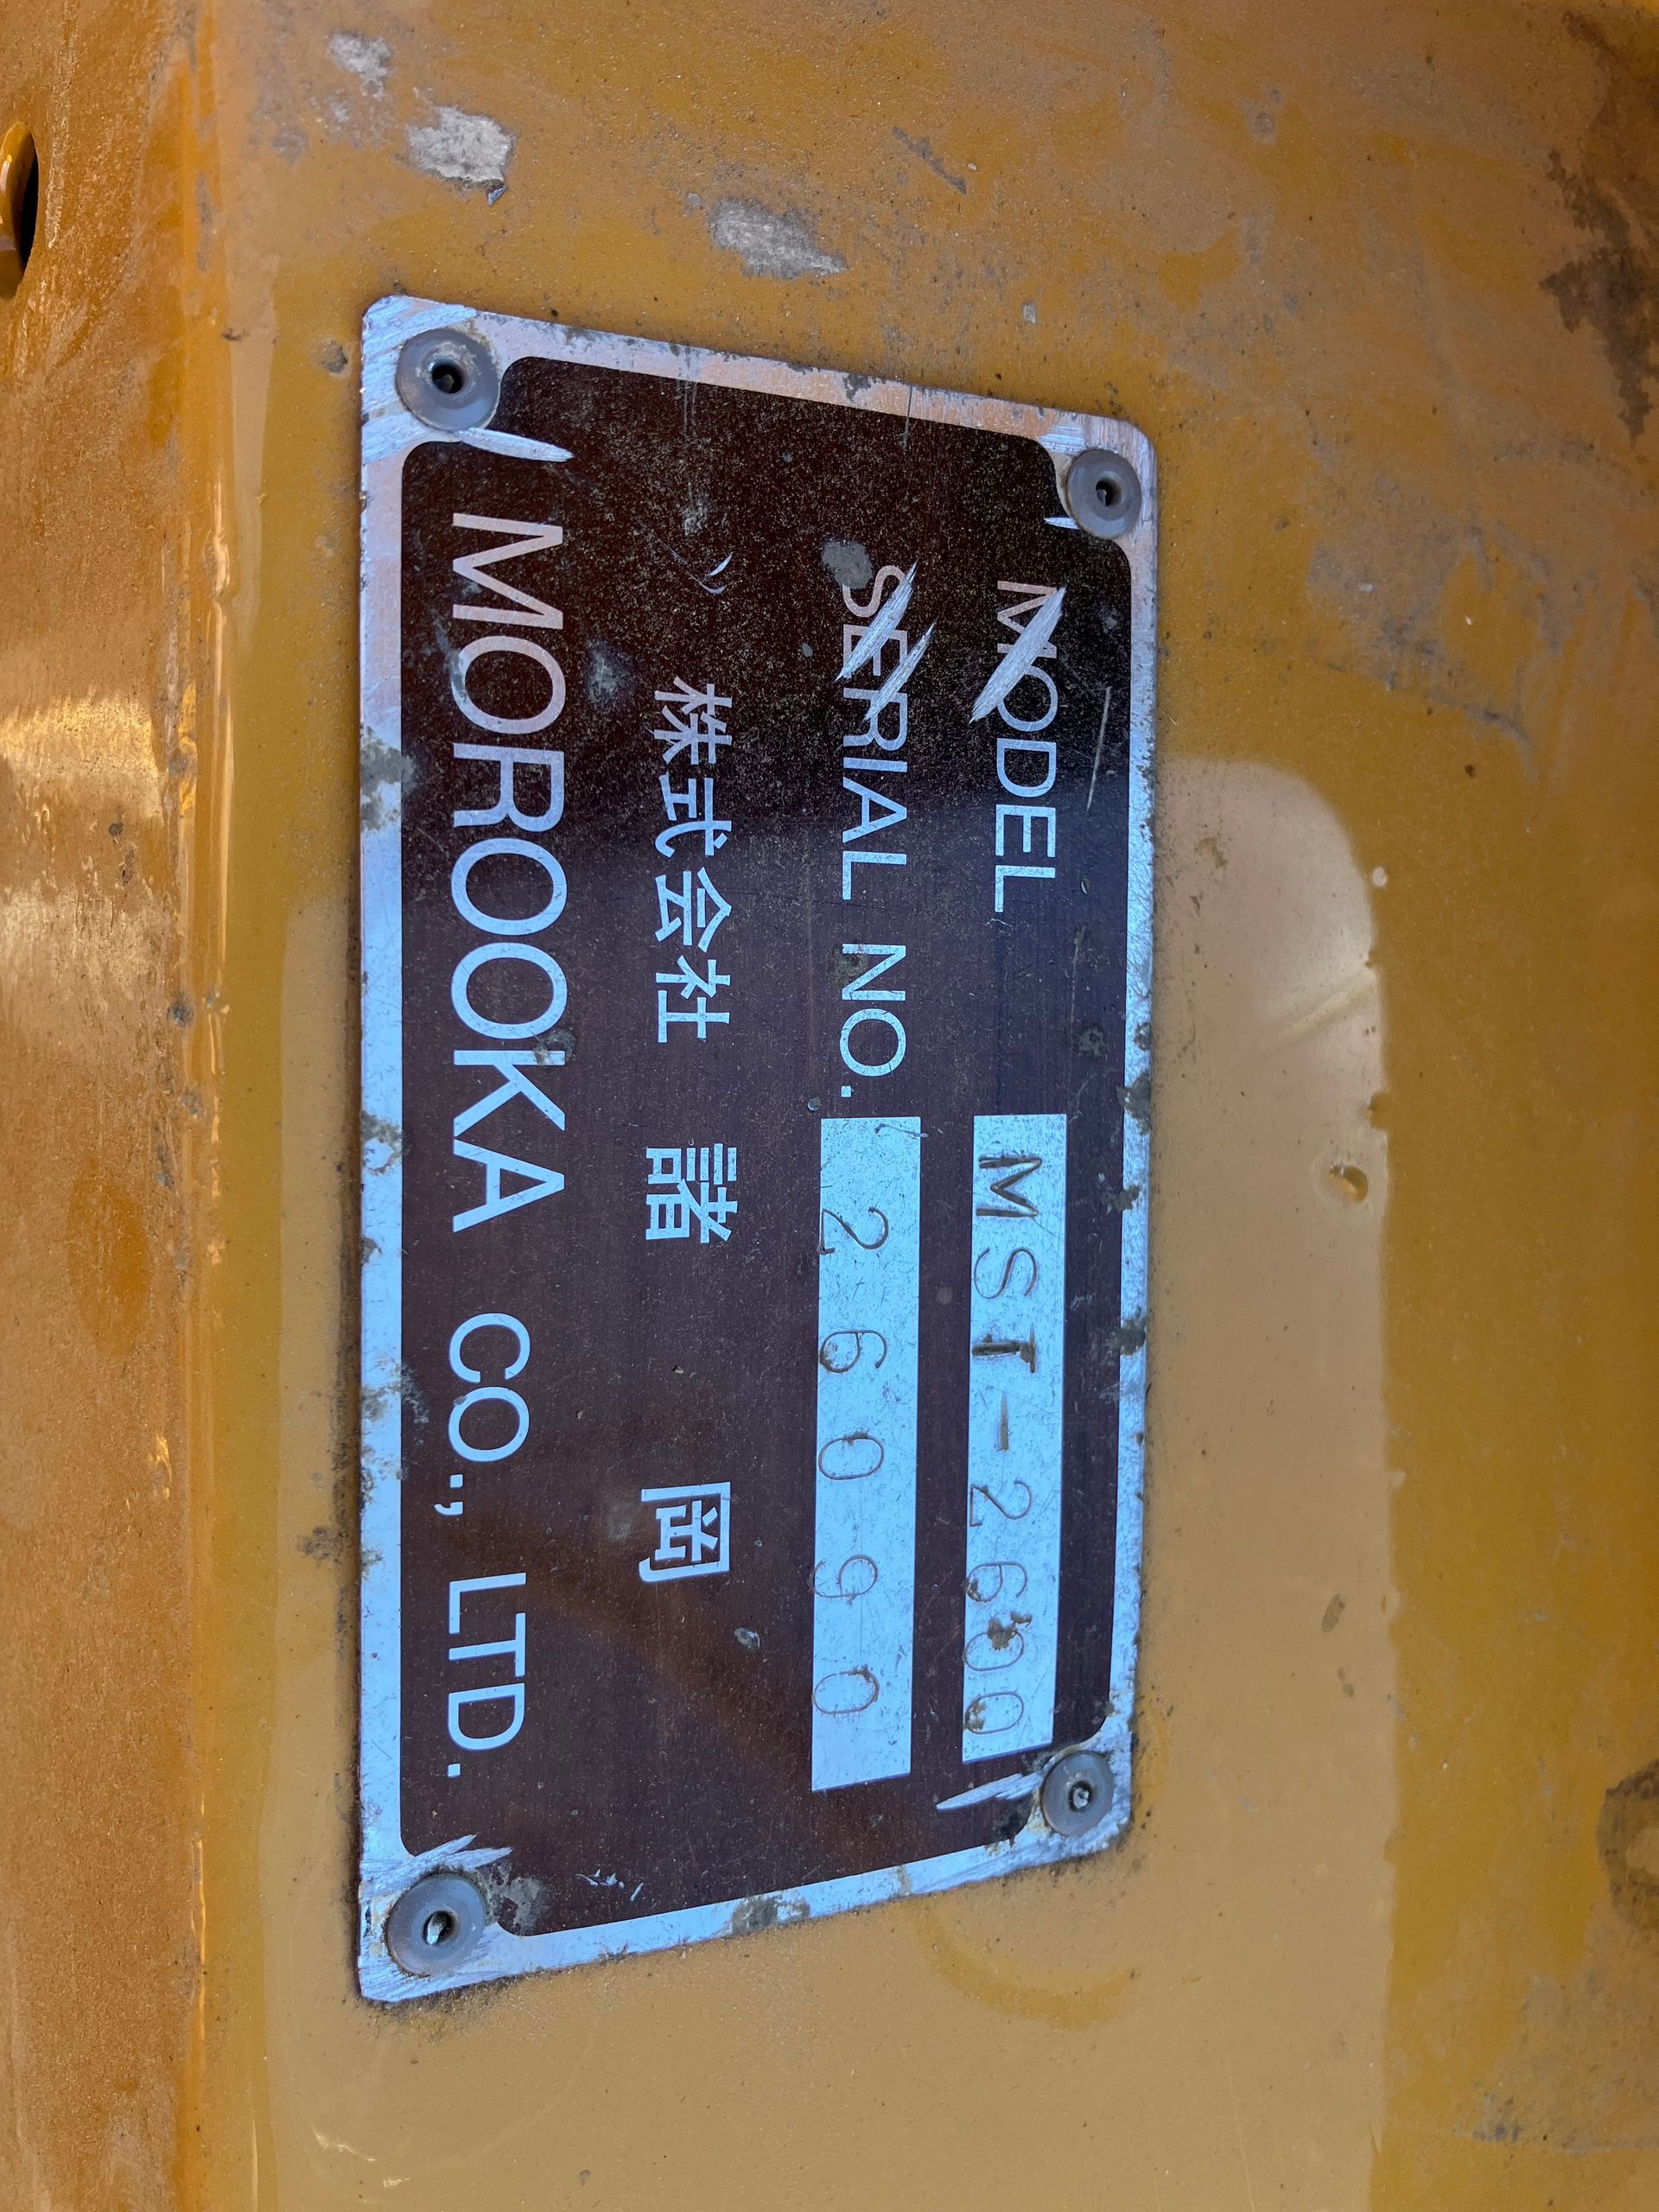 MODEL MST-2600
SERIAL NO. 26090
株式会社 諸 岡
MOROOKA CO., LTD.